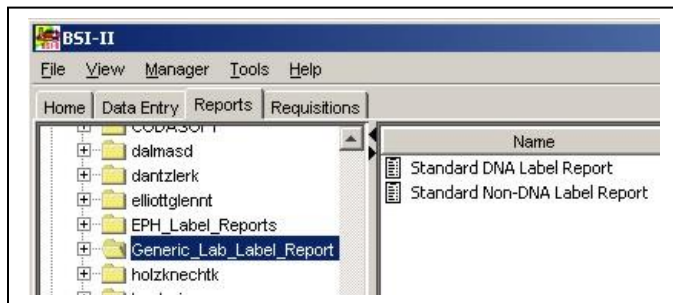 BSI-II
File View Manager Tools Help
Home Data Entry Reports Requisitions
CODASOFT
dalmasd
dantzlerk
elliottglennt
EPH_Label_Reports
Generic_Lab_Label_Report
holzknechtk
Name
Standard DNA Label Report
Standard Non-DNA Label Report